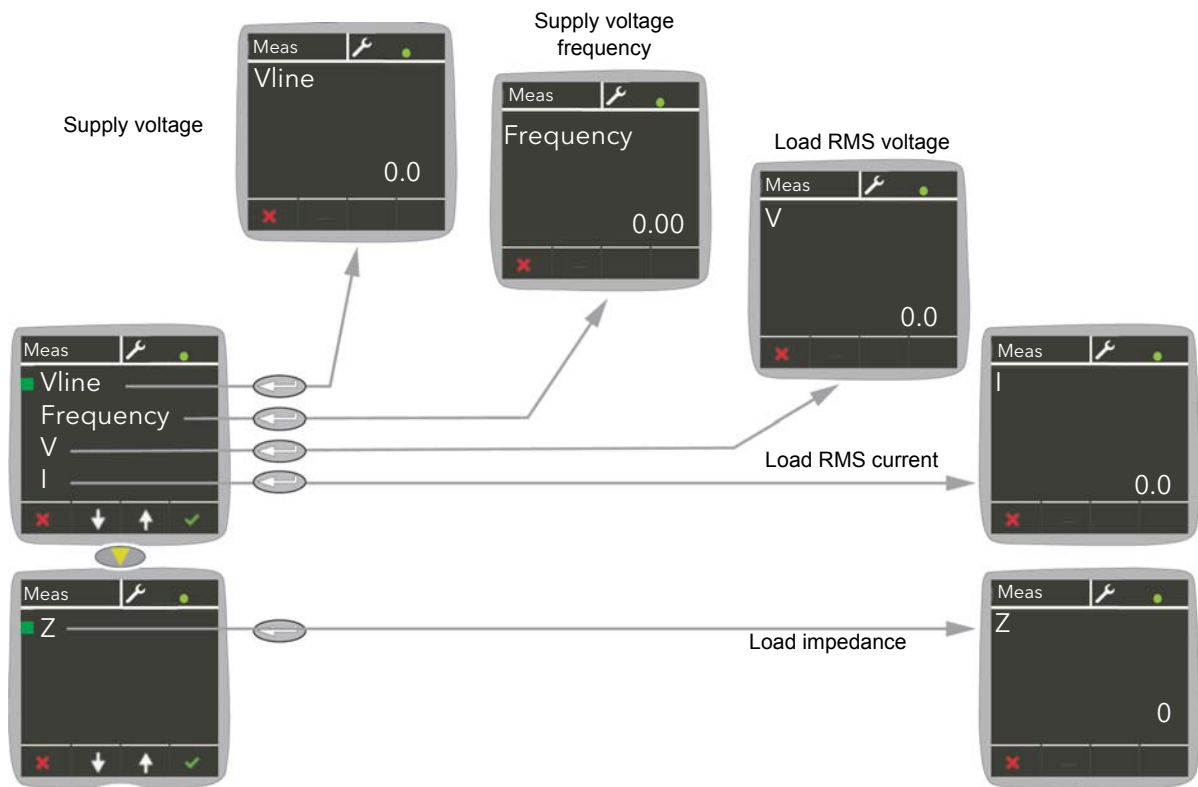 Supply voltage
Meas
Vline
0.0
Supply voltage
frequency
Meas
Frequency
0.00
Load RMS voltage
Meas
V
0.0
Meas
Vline
Frequency
V
I
Load RMS current
Meas
I
0.0
Meas
Z
Load impedance
Meas
Z
0